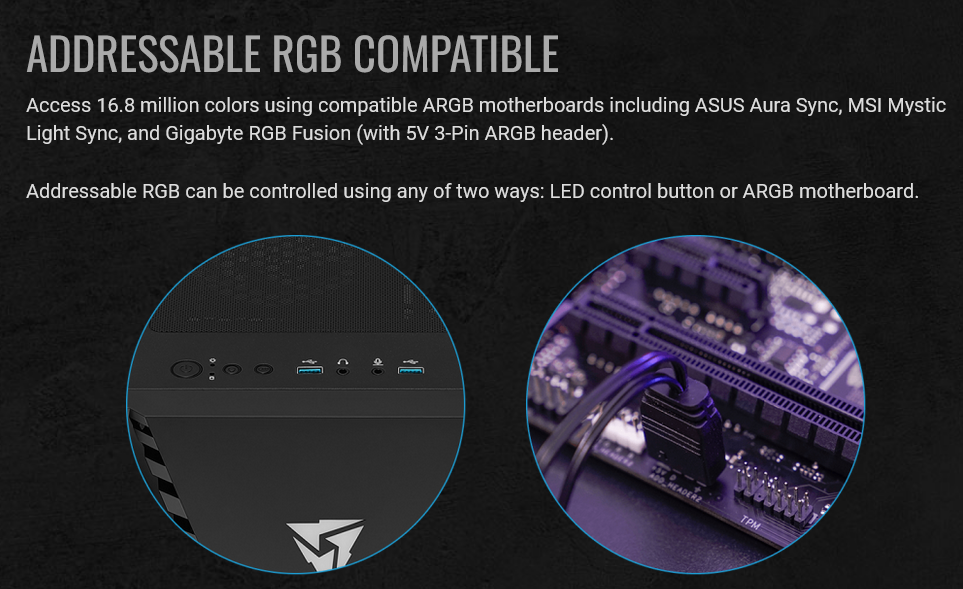 ADDRESSABLE RGB COMPATIBLE
Access 16.8 million colors using compatible ARGB motherboards including ASUS Aura Sync, MSI Mystic
Light Sync, and Gigabyte RGB Fusion (with 5V 3-Pin ARGB header).
Addressable RGB can be controlled using any of two ways: LED control button or ARGB motherboard.
TPM